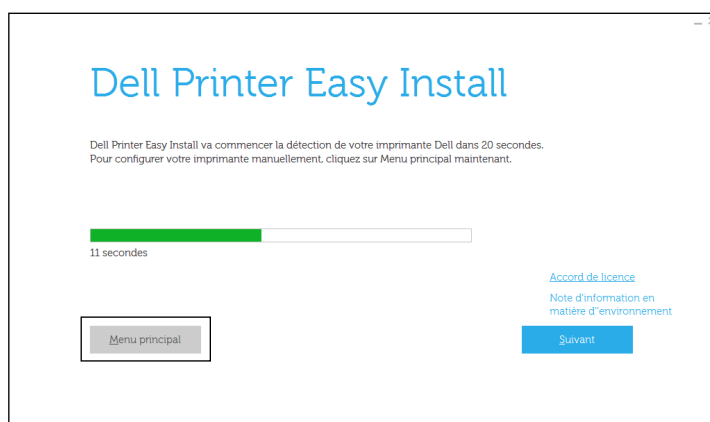 Dell Printer Easy Install
Dell Printer Easy Install va commencer la détection de votre imprimante Dell dans 20 secondes.
Pour configurer votre imprimante manuellement, cliquez sur Menu principal maintenant.
11 secondes
Accord de licence
Note d'information en
matière d''environnement
Menu principal
Suivant